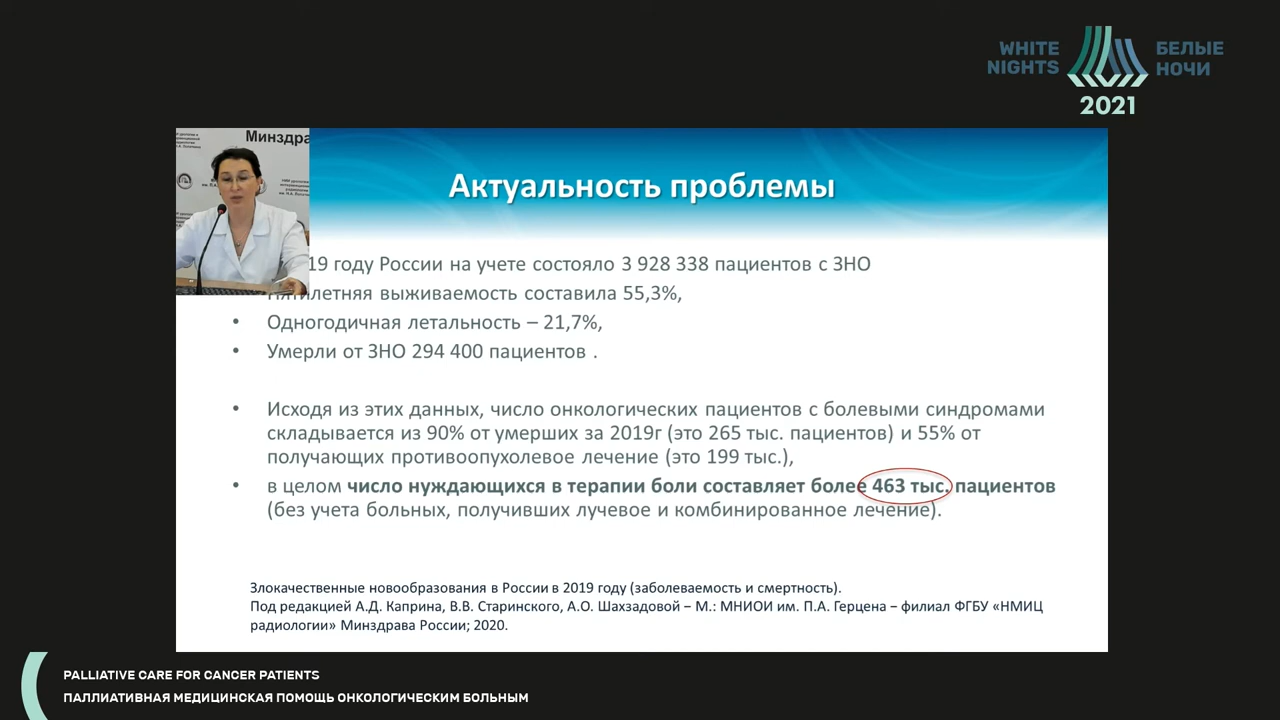 WHITE NIGHTS
БЕЛЫЕ НОЧИ
2021
Минздра
Актуальность проблемы
19 году России на учете состояло 3 928 338 пациентов с ЗНО
Пятилетняя выживаемость составила 55,3%,
• Одногодичная летальность – 21,7%,
• Умерли от ЗНО 294 400 пациентов .
• Исходя из этих данных, число онкологических пациентов с болевыми синдромами
складывается из 90% от умерших за 2019г (это 265 тыс. пациентов) и 55% от
получающих противоопухолевое лечение (это 199 тыс.),
• в целом число нуждающихся в терапии боли составляет более 463 тыс. пациентов
(без учета больных, получивших лучевое и комбинированное лечение).
Злокачественные новообразования в России в 2019 году (заболеваемость и смертность).
Под редакцией А.Д. Каприна, В.В. Старинского, А.О. Шахзадовой – М.: МНИОИ им. П.А. Герцена – филиал ФГБУ «НМИЦ
радиологии» Минздрава России; 2020.
PALLIATIVE CARE FOR CANCER PATIENTS
ПАЛЛИАТИВНАЯ МЕДИЦИНСКАЯ ПОМОЩЬ ОНКОЛОГИЧЕСКИМ БОЛЬНЫМ